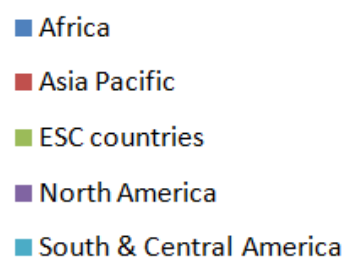 Africa
Asia Pacific
ESC countries
North America
South & Central America